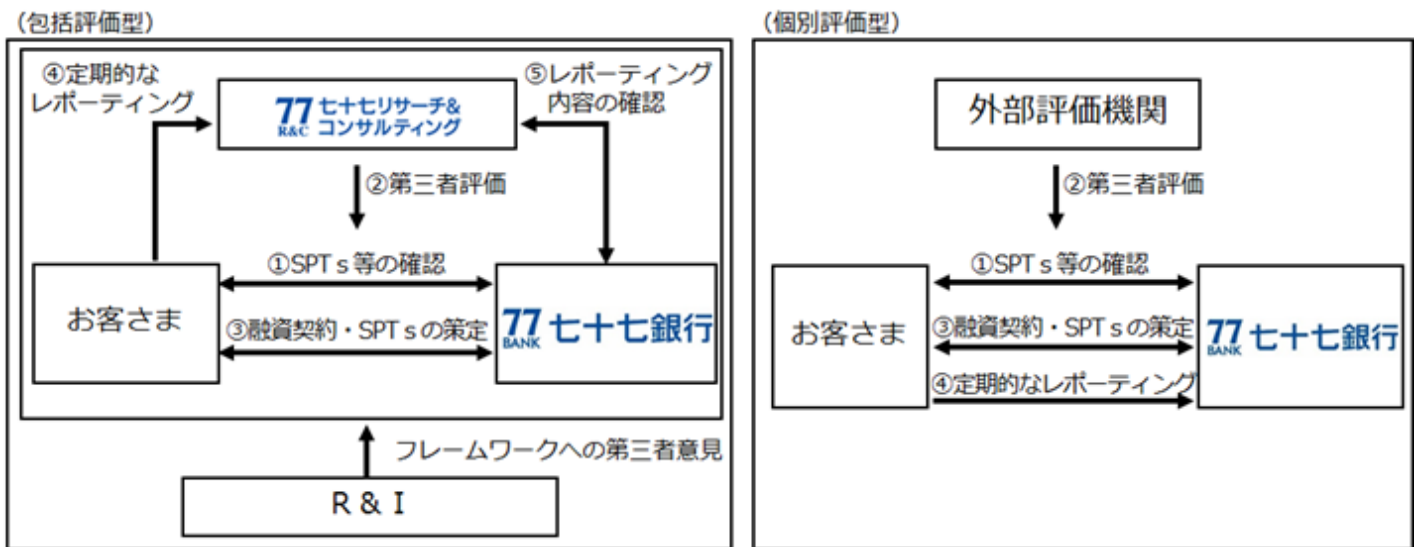 （包括評価型）
④定期的な
レポーティング
77 R&C 七十七リサーチ&
コンサルティング
⑤レポーティング
内容の確認
②第三者評価
①SPTｓ等の確認
お客さま
③融資契約・SPTｓの策定
77 BANK 七十七銀行
フレームワークへの第三者意見
Ｒ＆Ｉ
（個別評価型）
外部評価機関
②第三者評価
①SPTｓ等の確認
お客さま
③融資契約・SPTｓの策定
77 BANK 七十七銀行
④定期的なレポーティング